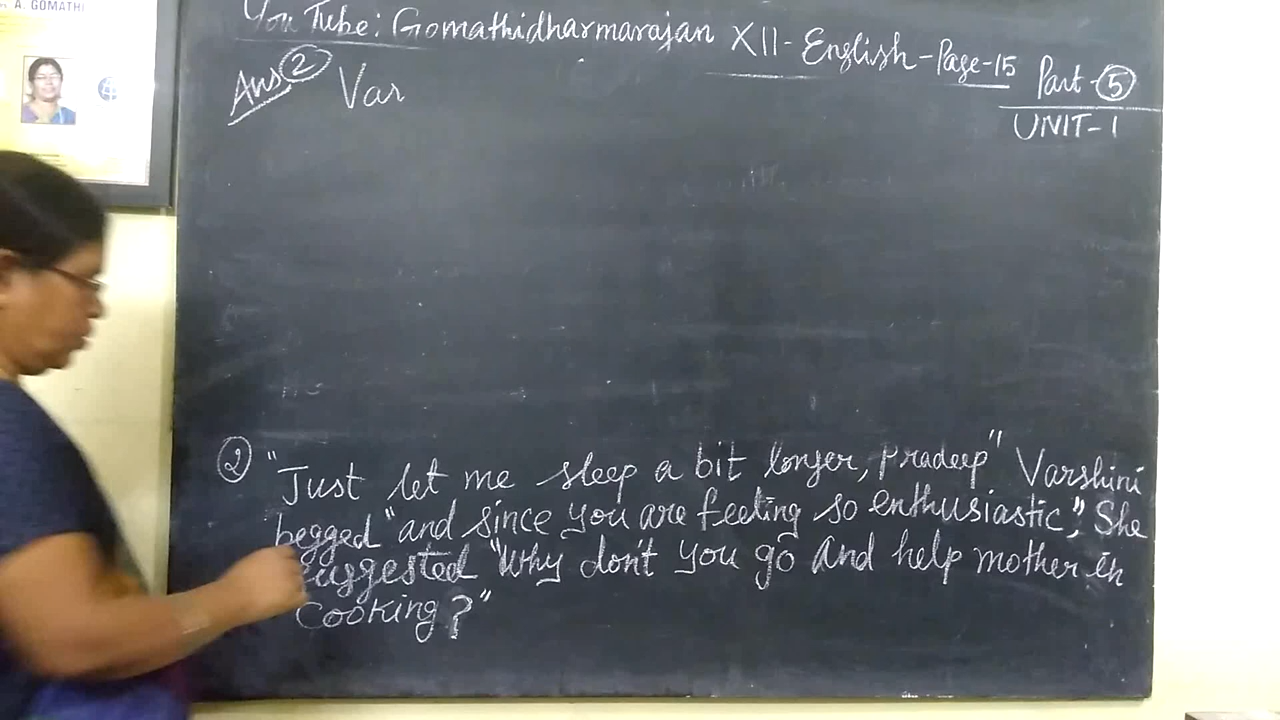 A. GOMATHI
YouTube: Gomathidharmarajan XII-English-Page-15 Part-5
UNIT-1
Ans 2 Var
2 "Just let me sleep a bit longer, Pradeep" Varshini
begged "and since you are feeling so enthusiastic", She
suggested "Why don't you go and help mother in
cooking?"